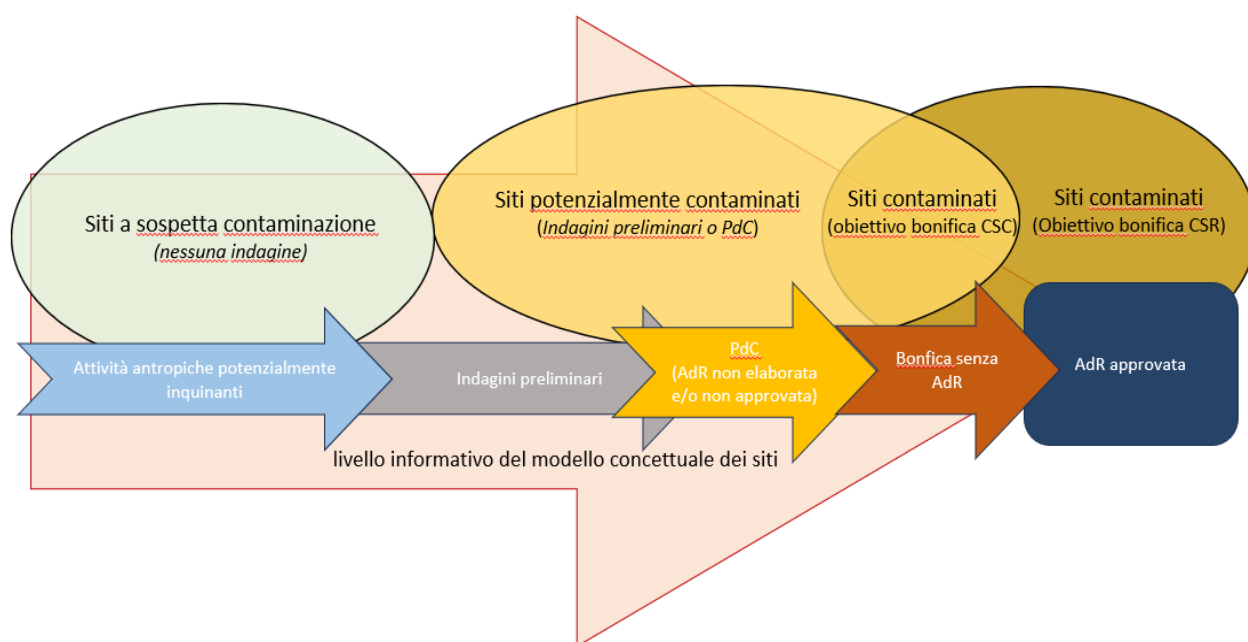 Siti a sospetta contaminazione
(nessuna indagine)
Siti potenzialmente contaminati
(Indagini preliminari o PdC)
Siti contaminati
(obiettivo bonifica CSC)
Siti contaminati
(Obiettivo bonifica CSR)
Attività antropiche potenzialmente
inquinanti
Indagini preliminari
PdC
(AdR non elaborata
e/o non approvata)
Bonfica senza
AdR
AdR approvata
livello informativo del modello concettuale dei siti